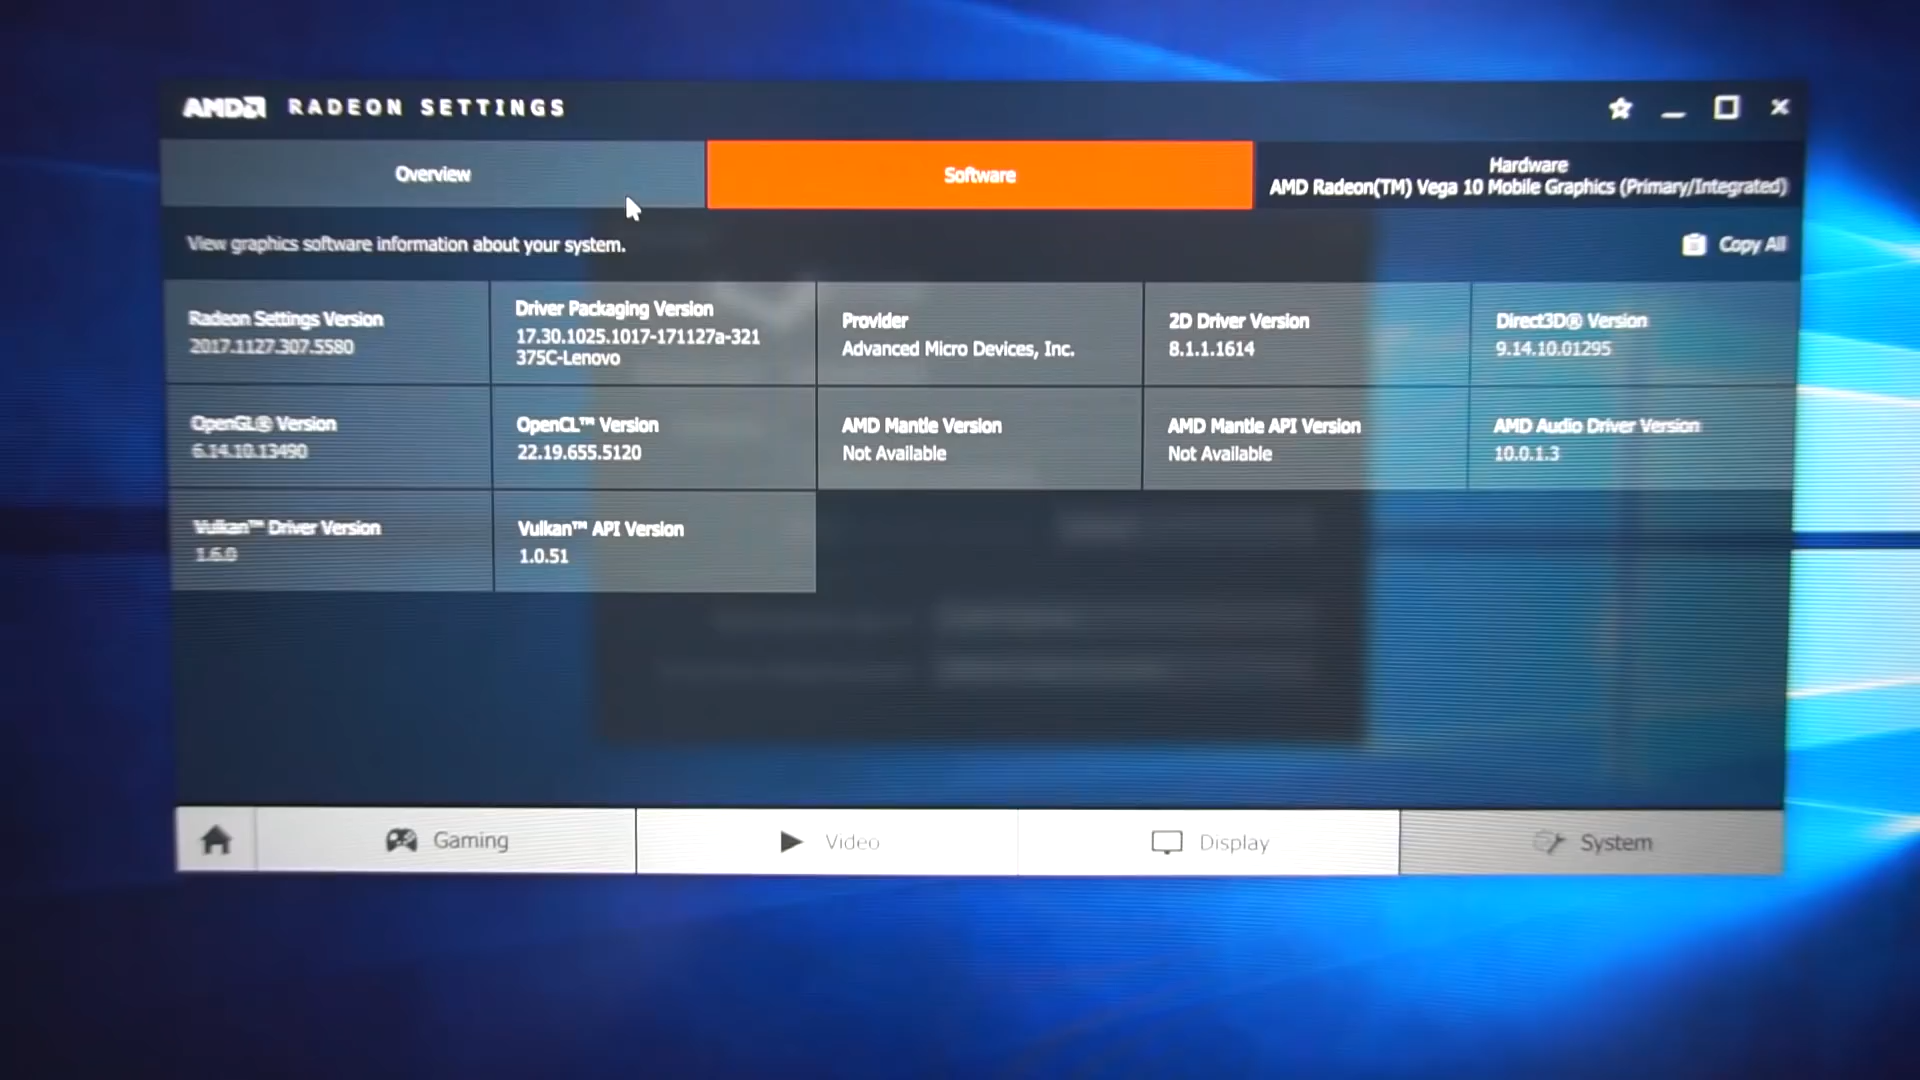 AMD RADEON SETTINGS
Overview
Software
Hardware
AMD Radeon(TM) Vega 10 Mobile Graphics (Primary/Integrated)
View graphics software information about your system.
Copy All
Radeon Settings Version
2017.1127.307.5580
Driver Packaging Version
17.30.1025.1017-171127a-321
375C-Lenovo
Provider
Advanced Micro Devices, Inc.
2D Driver Version
8.1.1.1614
Direct3D® Version
9.14.10.01295
OpenGL® Version
6.14.10.13490
OpenCL™ Version
22.19.655.5120
AMD Mantle Version
Not Available
AMD Mantle API Version
Not Available
AMD Audio Driver Version
10.0.1.3
Vulkan™ Driver Version
1.6.0
Vulkan™ API Version
1.0.51
Gaming
Video
Display
System